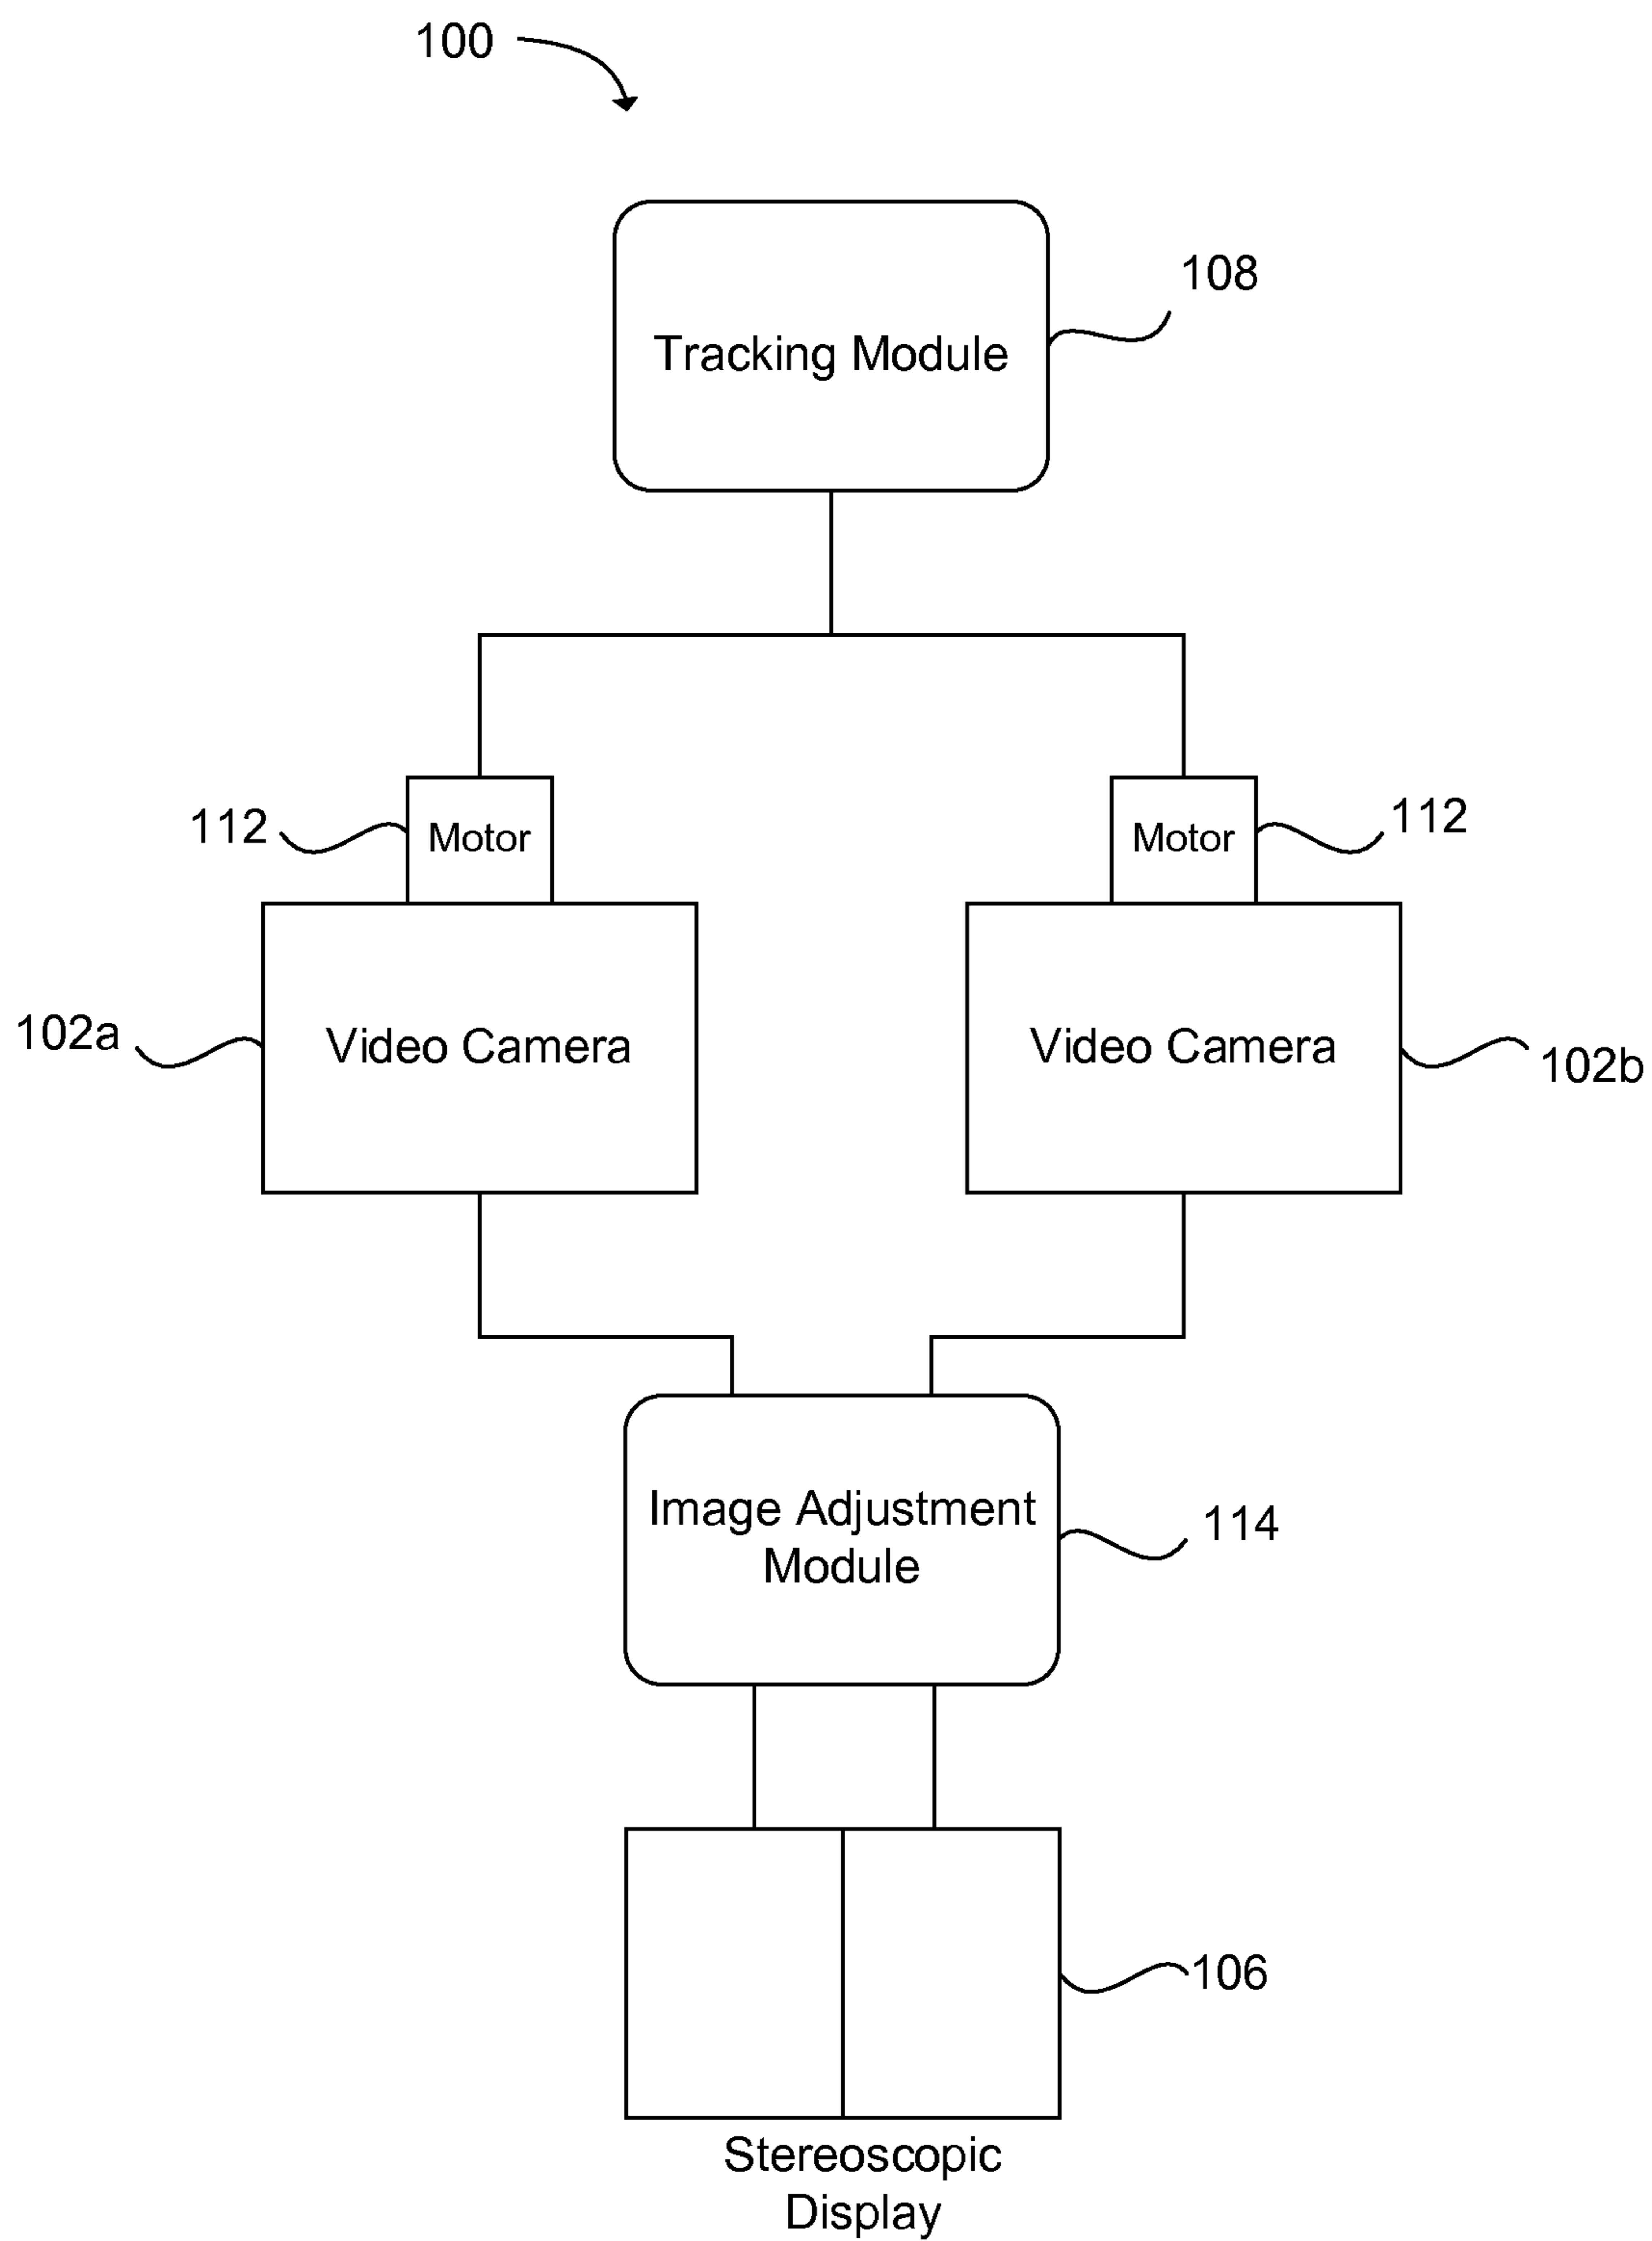 100
Tracking Module
108
112
Motor
Motor
112
102a
Video Camera
Video Camera
102b
Image Adjustment
Module
114
106
Stereoscopic
Display